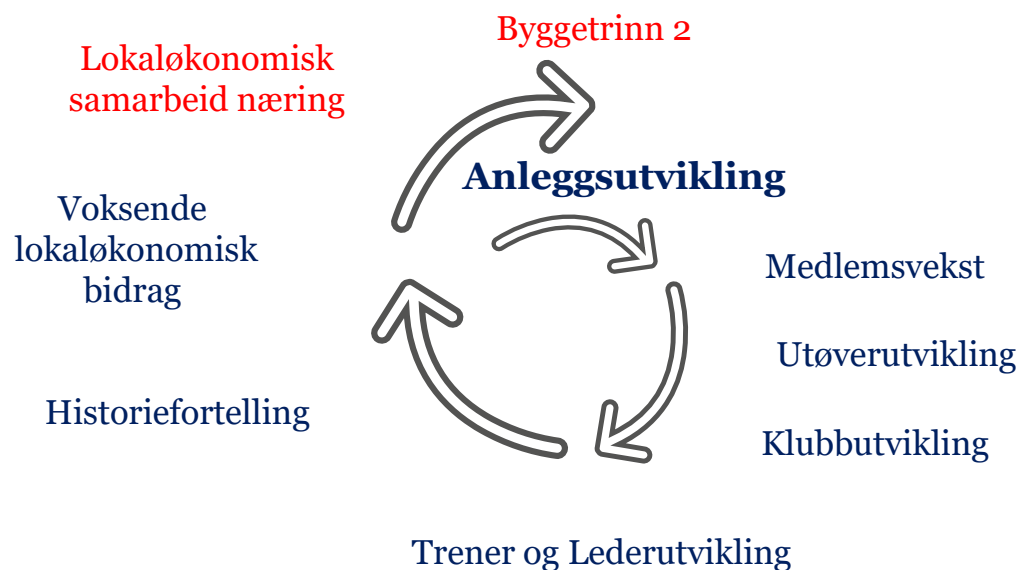 Byggetrinn 2
Lokaløkonomisk
samarbeid næring
Anleggsutvikling
Voksende
lokaløkonomisk
bidrag
Medlemsvekst
Utøverutvikling
Historiefortelling
Klubbutvikling
Trener og Lederutvikling